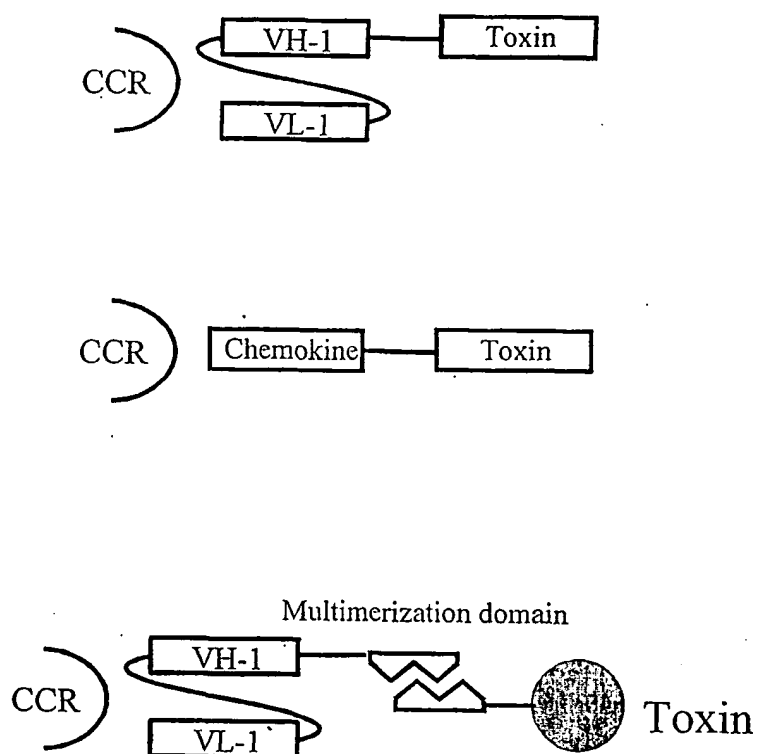 VH-1 Toxin
CCR
VL-1
CCR Chemokine Toxin
Multimerization domain
VH-1
CCR Toxin
VL-1